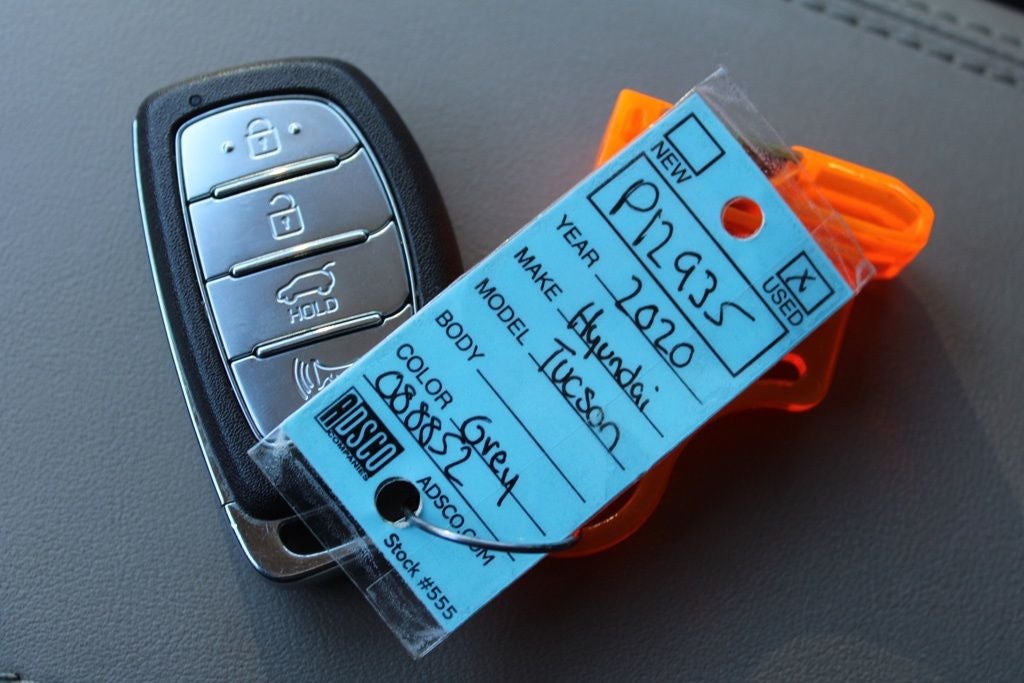 HOLD
NEW
X
USED
P12935
YEAR 2020
MAKE Hyundai
MODEL Tucson
BODY
COLOR Grey
088852
ADSCO
COMPANIES
ADSCO.COM
Stock #555